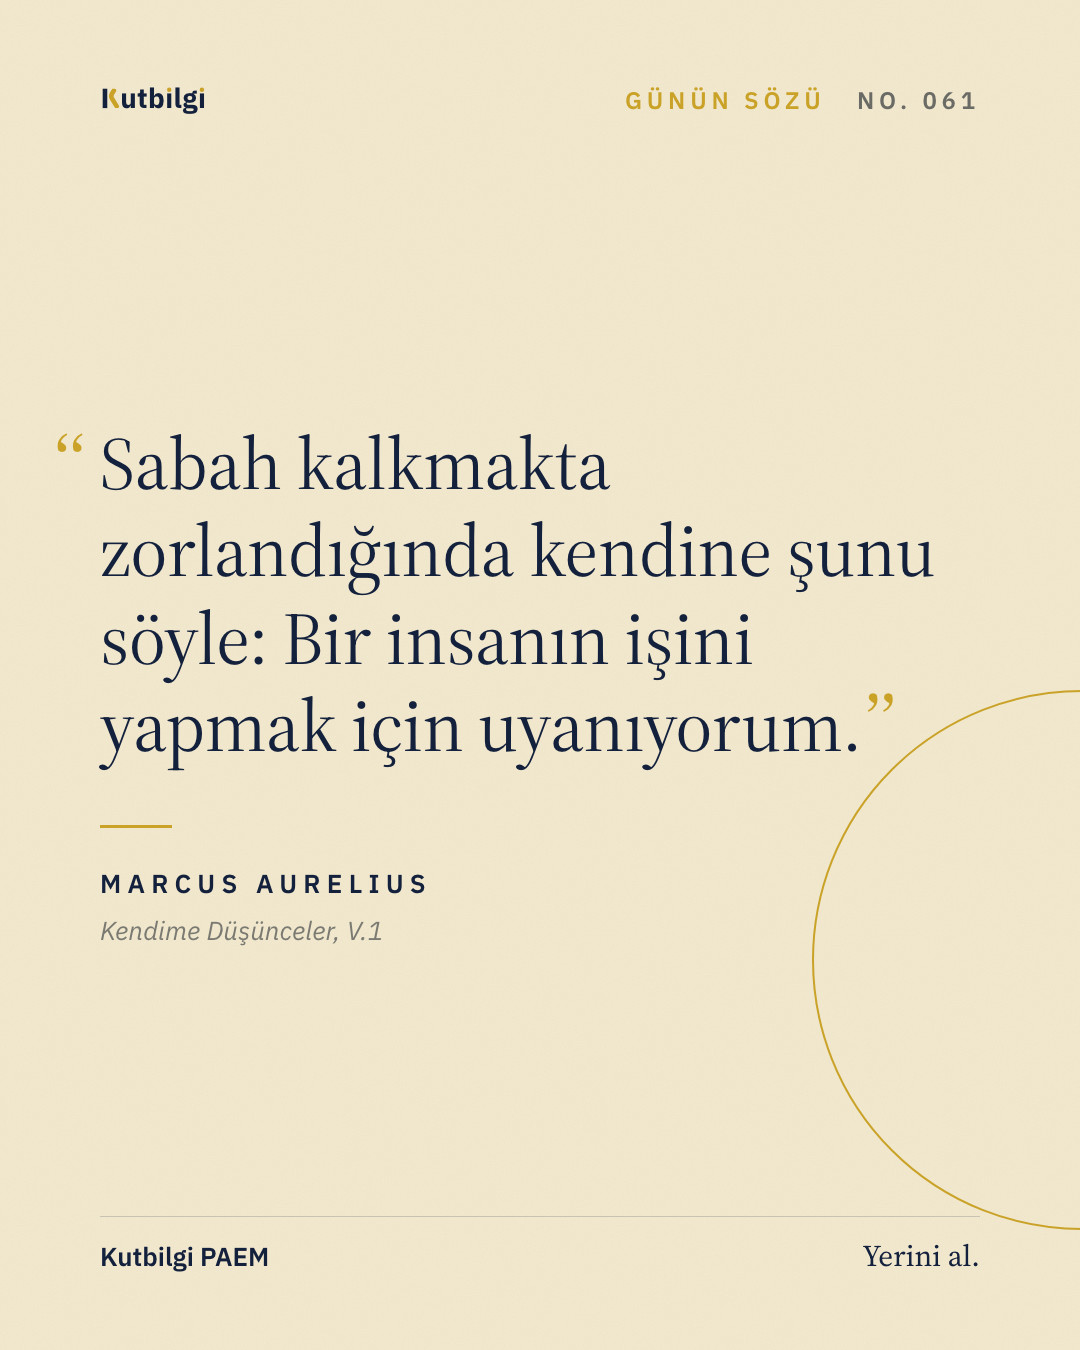 Kutbilgi
GÜNÜN SÖZÜ NO. 061
“Sabah kalkmakta
zorlandığında kendine şunu
söyle: Bir insanın işini
yapmak için uyanıyorum.”
MARCUS AURELIUS
Kendime Düşünceler, V.1
Kutbilgi PAEM
Yerini al.